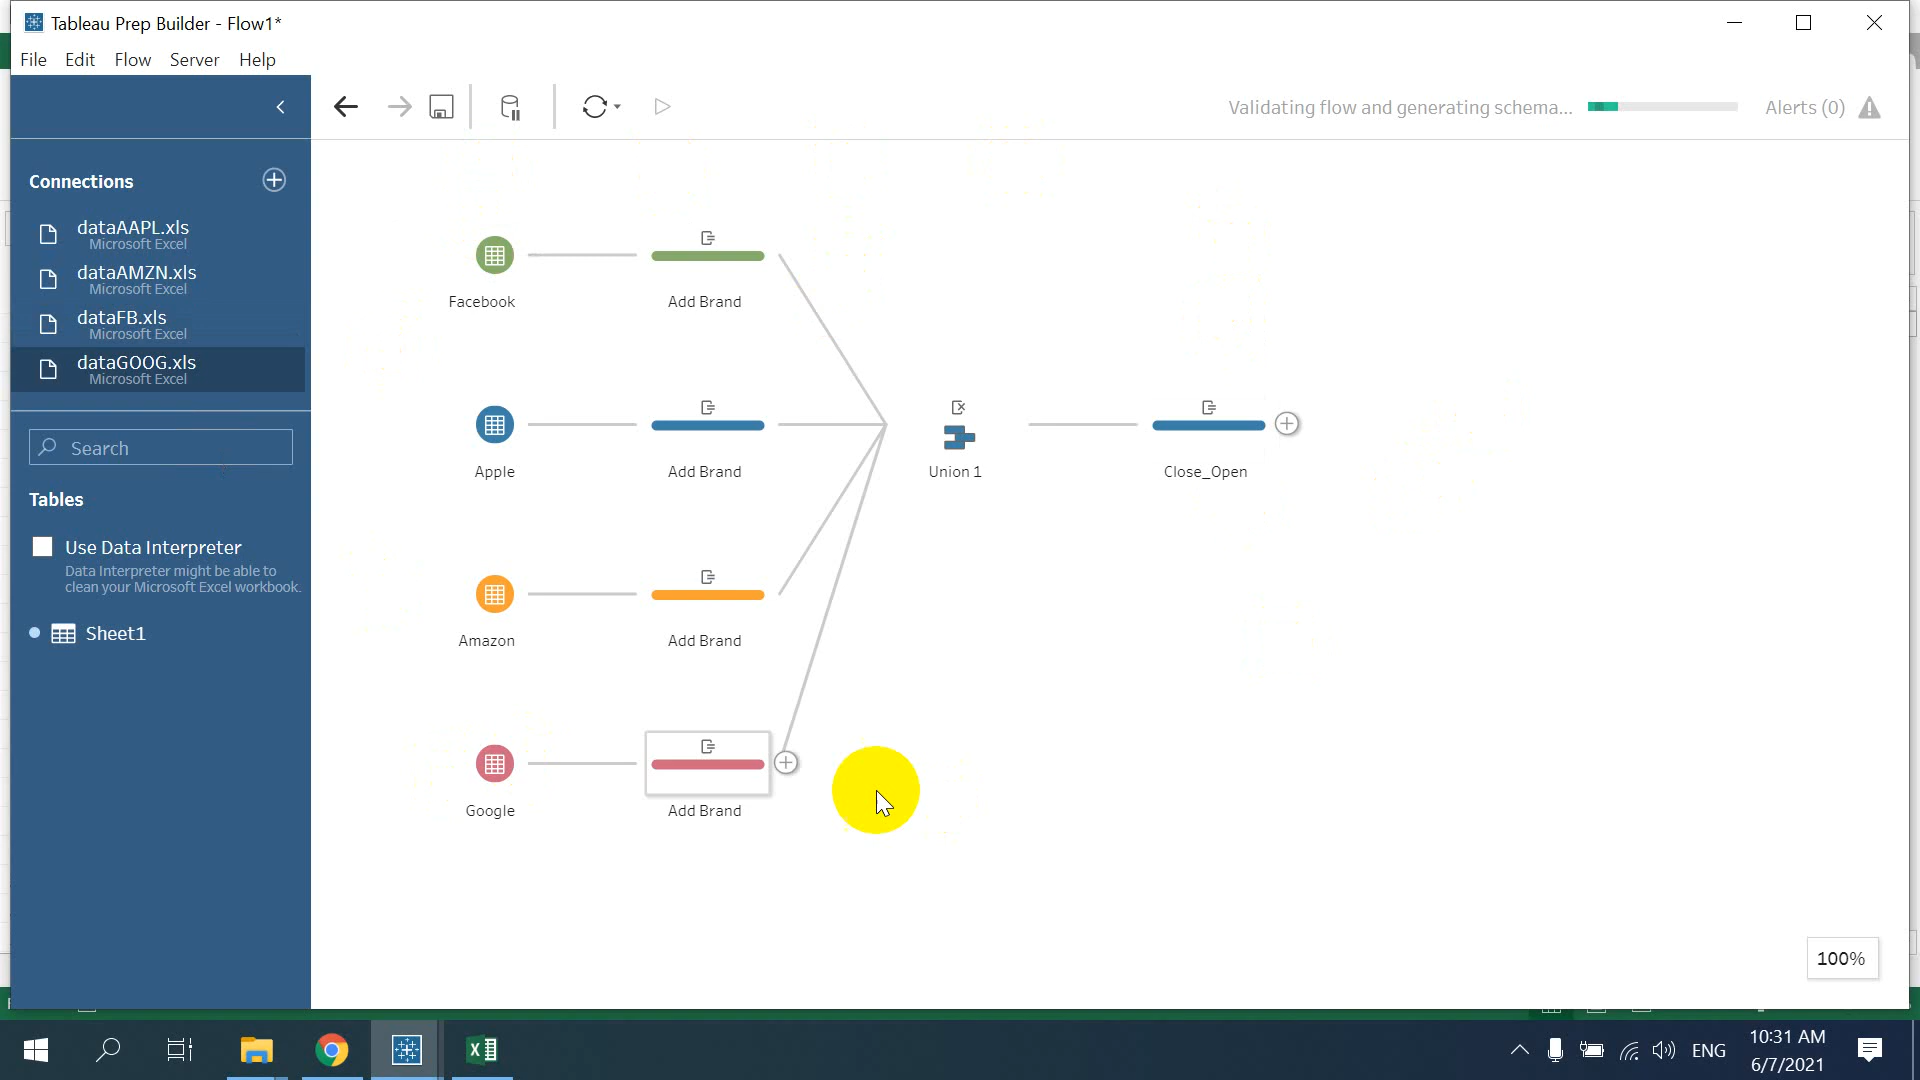 Tableau Prep Builder - Flow1*
File Edit Flow Server Help
Validating flow and generating schema...
Alerts (0)
Connections
dataAAPL.xls
Microsoft Excel
dataAMZN.xls
Microsoft Excel
dataFB.xls
Microsoft Excel
dataGOOG.xls
Microsoft Excel
Search
Tables
Use Data Interpreter
Data Interpreter might be able to
clean your Microsoft Excel workbook.
Sheet1
Facebook
Add Brand
Apple
Add Brand
Union 1
Close_Open
Amazon
Add Brand
Google
Add Brand
100%
ENG
10:31 AM
6/7/2021